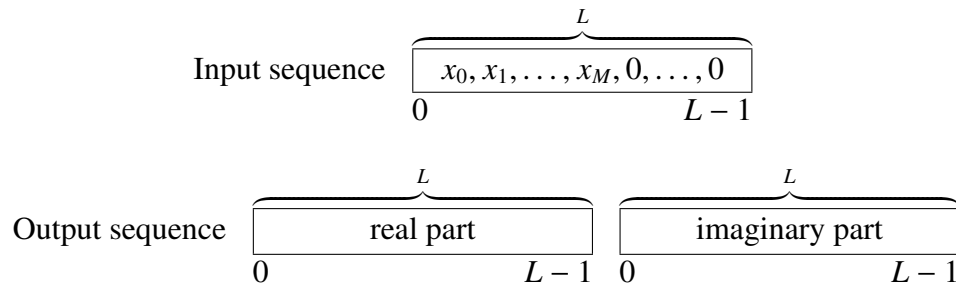 L
Input sequence x_0, x_1, . . . , x_M, 0, . . . , 0
0 L − 1
L L
Output sequence real part imaginary part
0 L − 1 0 L − 1